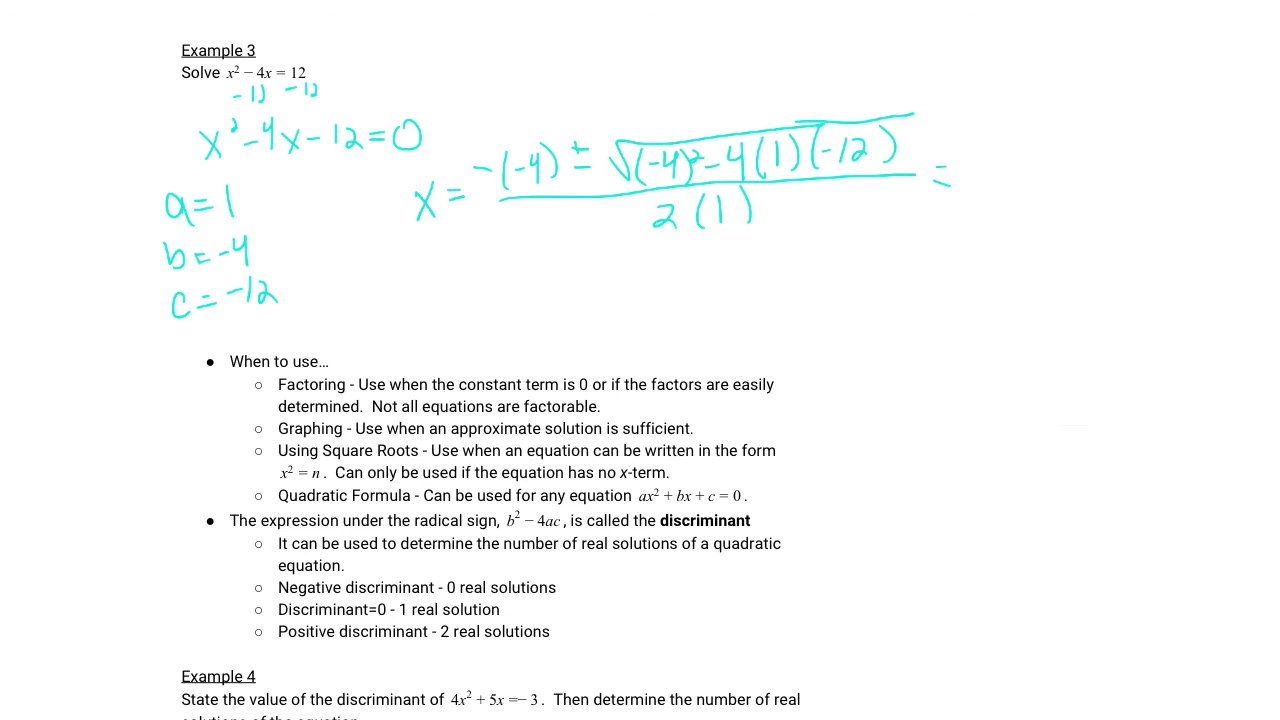 Example 3
Solve x² − 4x = 12
-12 -12
x² - 4x - 12 = 0
x = -(-4) ± √(-4)² - 4(1)(-12) / 2(1) =
a = 1
b = -4
c = -12
● When to use…
○ Factoring - Use when the constant term is 0 or if the factors are easily
determined. Not all equations are factorable.
○ Graphing - Use when an approximate solution is sufficient.
○ Using Square Roots - Use when an equation can be written in the form
x² = n. Can only be used if the equation has no x-term.
○ Quadratic Formula - Can be used for any equation ax² + bx + c = 0.
● The expression under the radical sign, b² − 4ac, is called the discriminant
○ It can be used to determine the number of real solutions of a quadratic
equation.
○ Negative discriminant - 0 real solutions
○ Discriminant=0 - 1 real solution
○ Positive discriminant - 2 real solutions
Example 4
State the value of the discriminant of 4x² + 5x =− 3. Then determine the number of real
solutions of the equation.